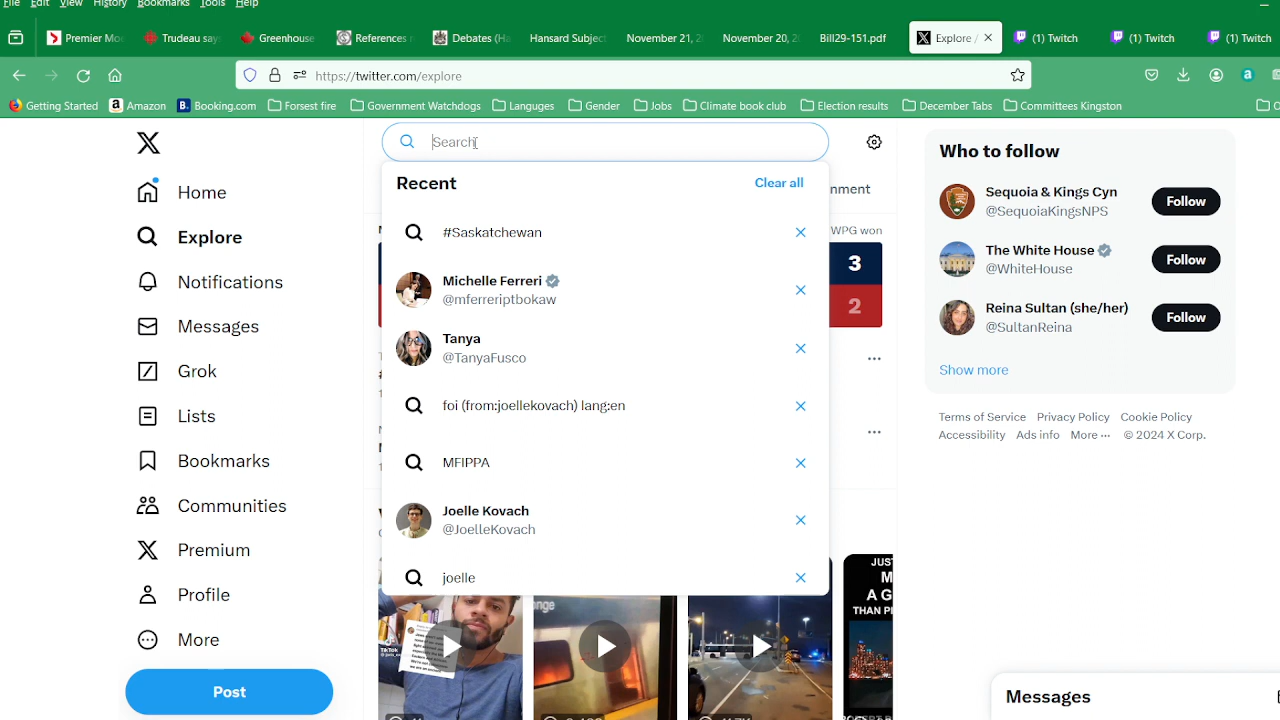 File Edit View History Bookmarks Tools Help
Premier Mo Trudeau say Greenhouse References Debates (Ha Hansard Subjec November 21, 2 November 20, 2 Bill29-151.pdf Explore / (1) Twitch (1) Twitch (1) Twitch
https://twitter.com/explore
Getting Started Amazon Booking.com Forsest fire Government Watchdogs Languges Gender Jobs Climate book club Election results December Tabs Committees Kingston
Search
Home
Explore
Notifications
Messages
Grok
Lists
Bookmarks
Communities
Premium
Profile
More
Post
Recent Clear all
#Saskatchewan
Michelle Ferreri
@mferreriptbokaw
Tanya
@TanyaFusco
foi (from:joellekovach) lang:en
MFIPPA
Joelle Kovach
@JoelleKovach
joelle
nment
WPG won
3
2
JUS
M
A G
THAN P
TikTok
Who to follow
Sequoia & Kings Cyn
@SequoiaKingsNPS
Follow
The White House
@WhiteHouse
Follow
Reina Sultan (she/her)
@SultanReina
Follow
Show more
Terms of Service Privacy Policy Cookie Policy
Accessibility Ads info More ··· © 2024 X Corp.
Messages